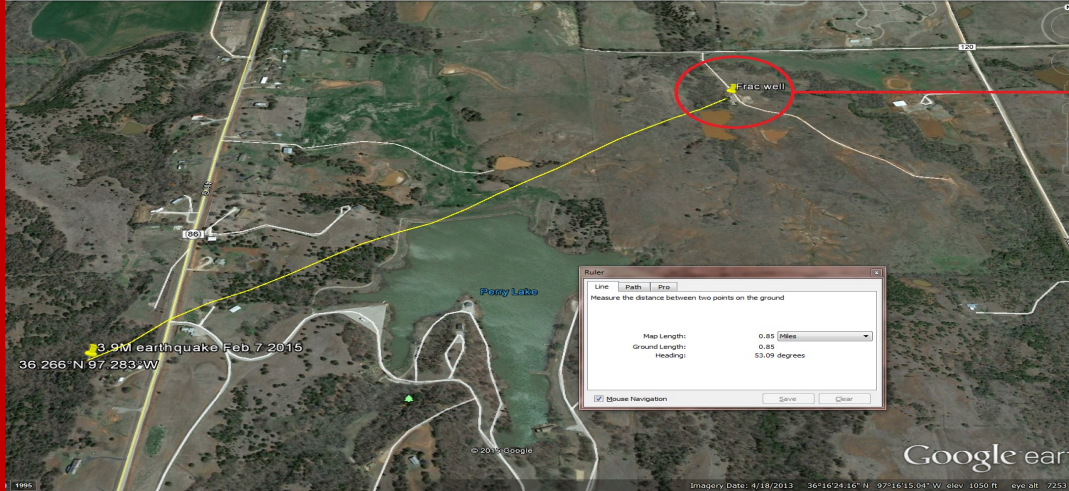 Frac well
120
86
Perry Lake
3.9M earthquake Feb 7 2015
36 266°N 97 283°W
Ruler
Line Path Pro
Measure the distance between two points on the ground
Map Length: 0.85 Miles
Ground Length: 0.85
Heading: 53.09 degrees
Mouse Navigation Save Clear
© 2015 Google
Google ear
1995
Imagery Date: 4/18/2013 36°16'24.16" N 97°16'15.04" W elev 1050 ft eye alt 7253